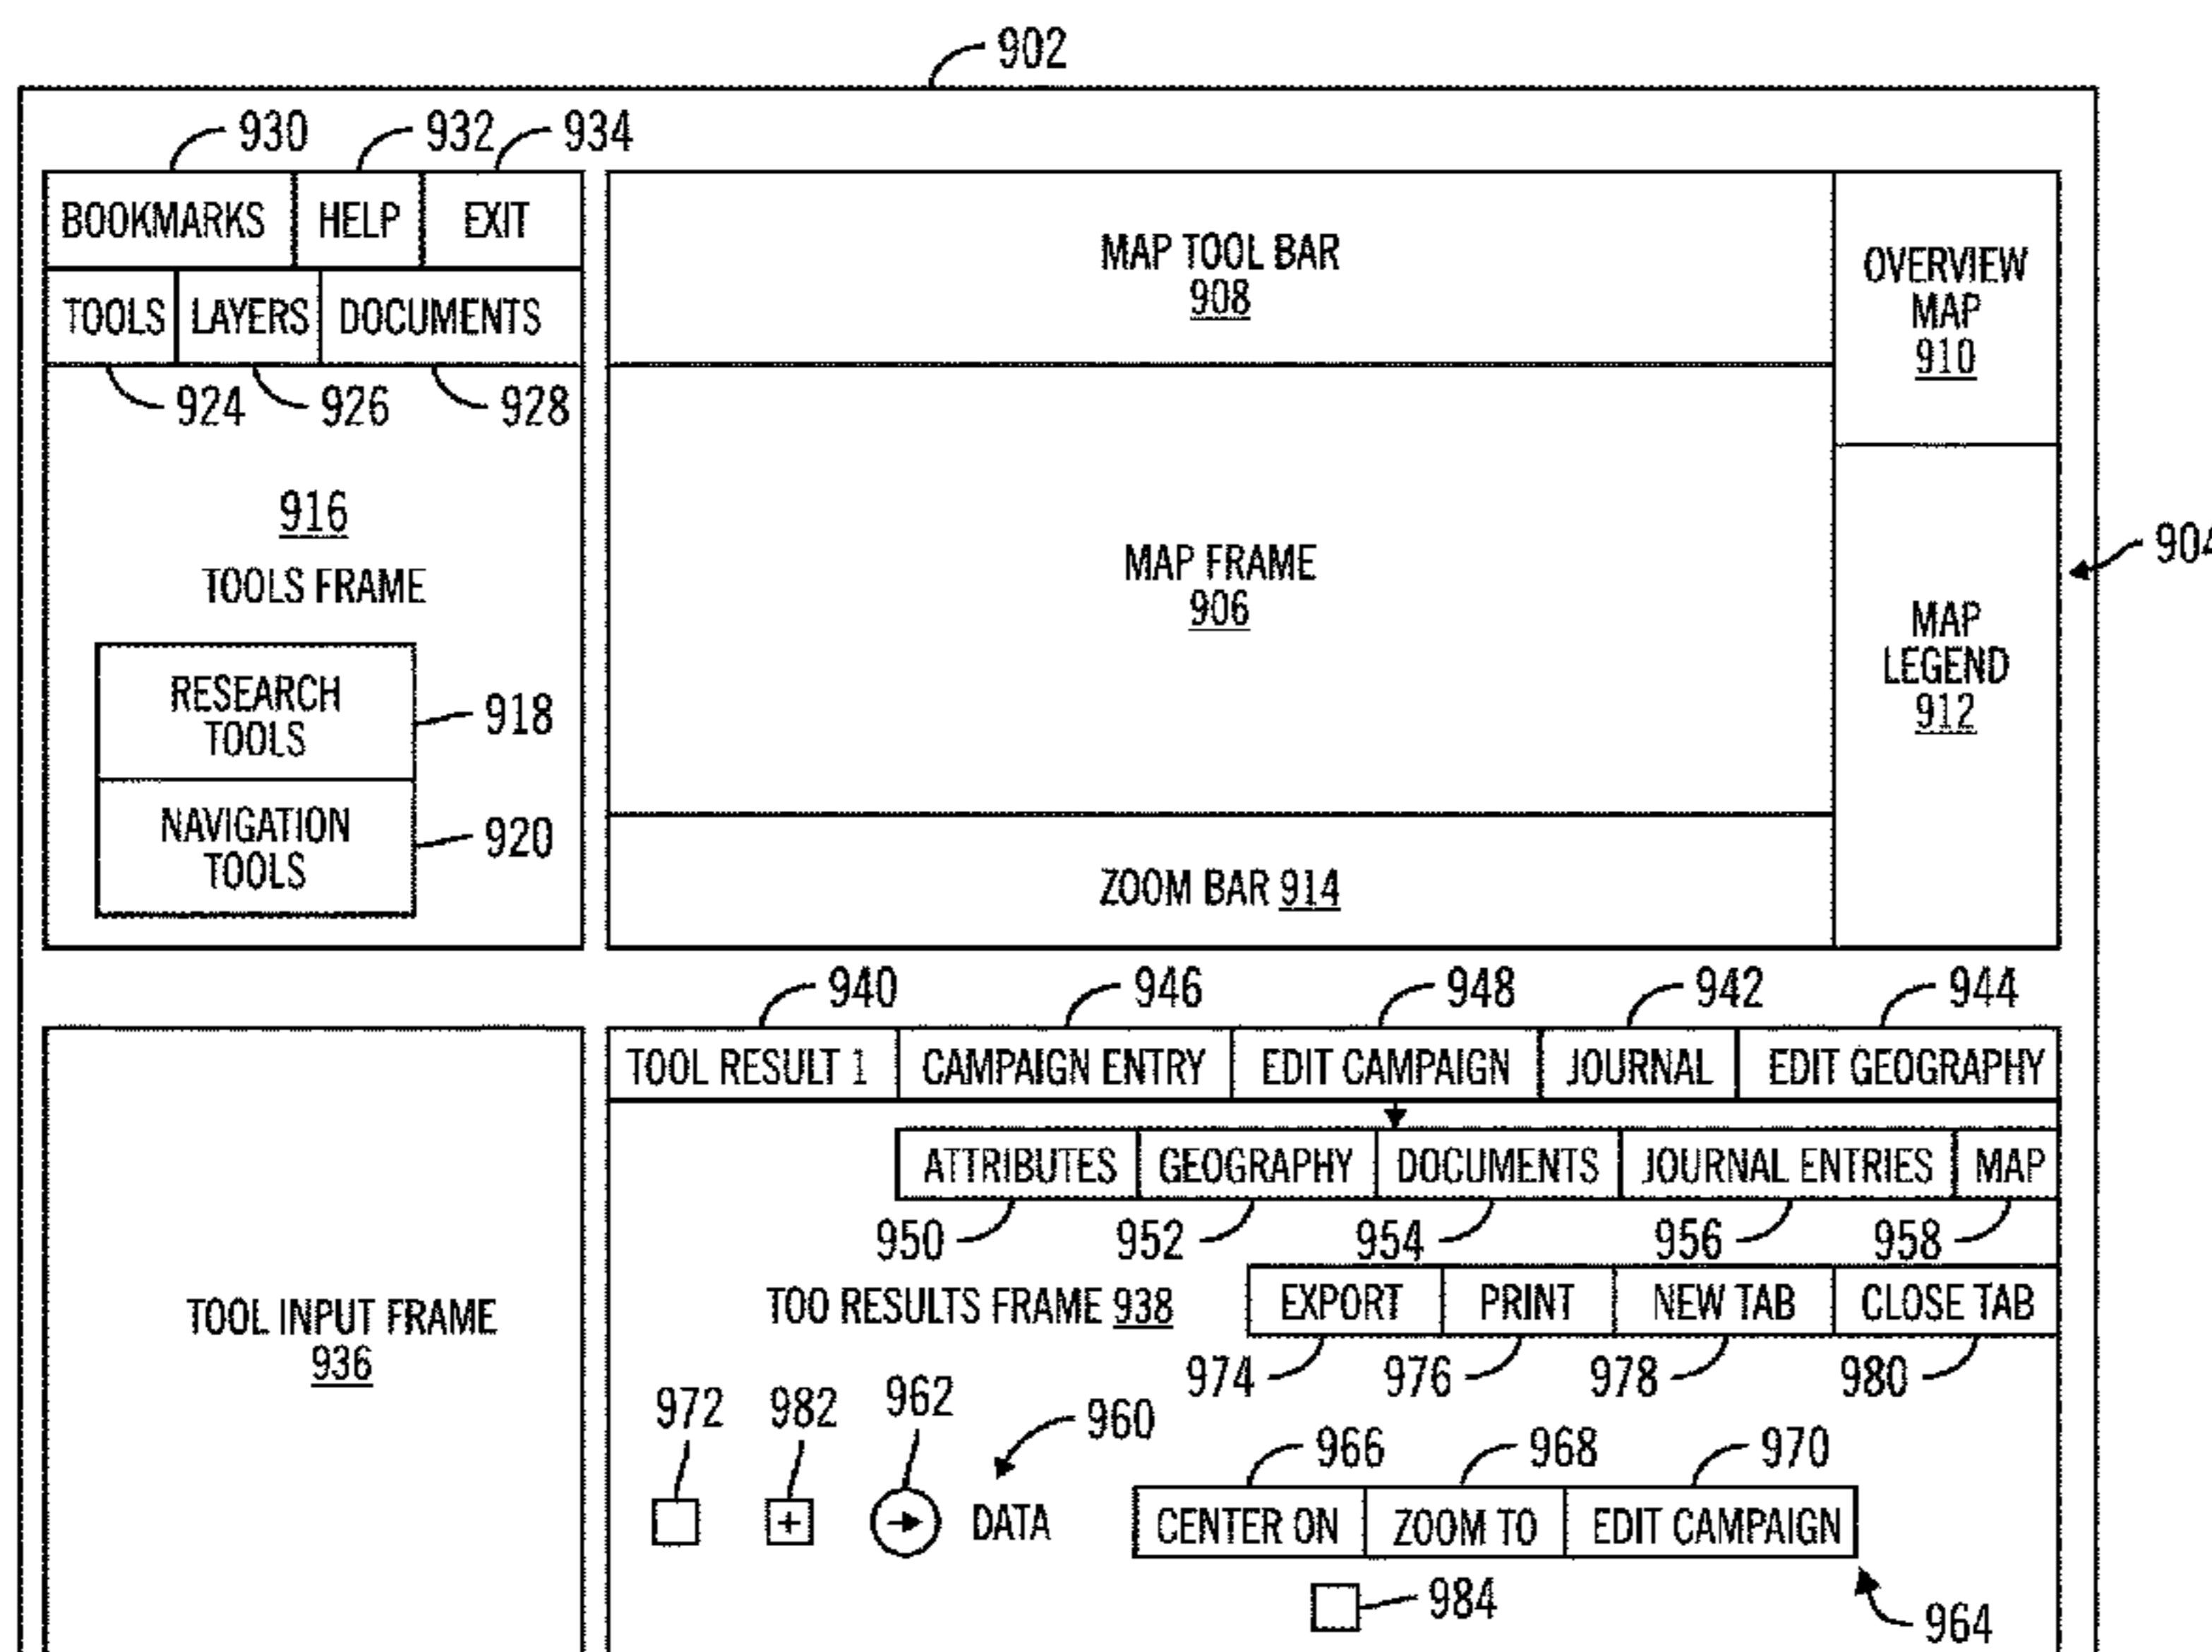 902
930 932 934
BOOKMARKS HELP EXIT
TOOLS LAYERS DOCUMENTS
924 926 928
916
TOOLS FRAME
RESEARCH
TOOLS
918
NAVIGATION
TOOLS
920
MAP TOOL BAR
908
MAP FRAME
906
ZOOM BAR 914
OVERVIEW
MAP
910
MAP
LEGEND
912
904
940 946 948 942 944
TOOL RESULT 1 CAMPAIGN ENTRY EDIT CAMPAIGN JOURNAL EDIT GEOGRAPHY
ATTRIBUTES GEOGRAPHY DOCUMENTS JOURNAL ENTRIES MAP
950 952 954 956 958
TOOL INPUT FRAME
936
TOO RESULTS FRAME 938
EXPORT PRINT NEW TAB CLOSE TAB
974 976 978 980
972 982 962 960
966 968 970
+ DATA
CENTER ON ZOOM TO EDIT CAMPAIGN
984
964